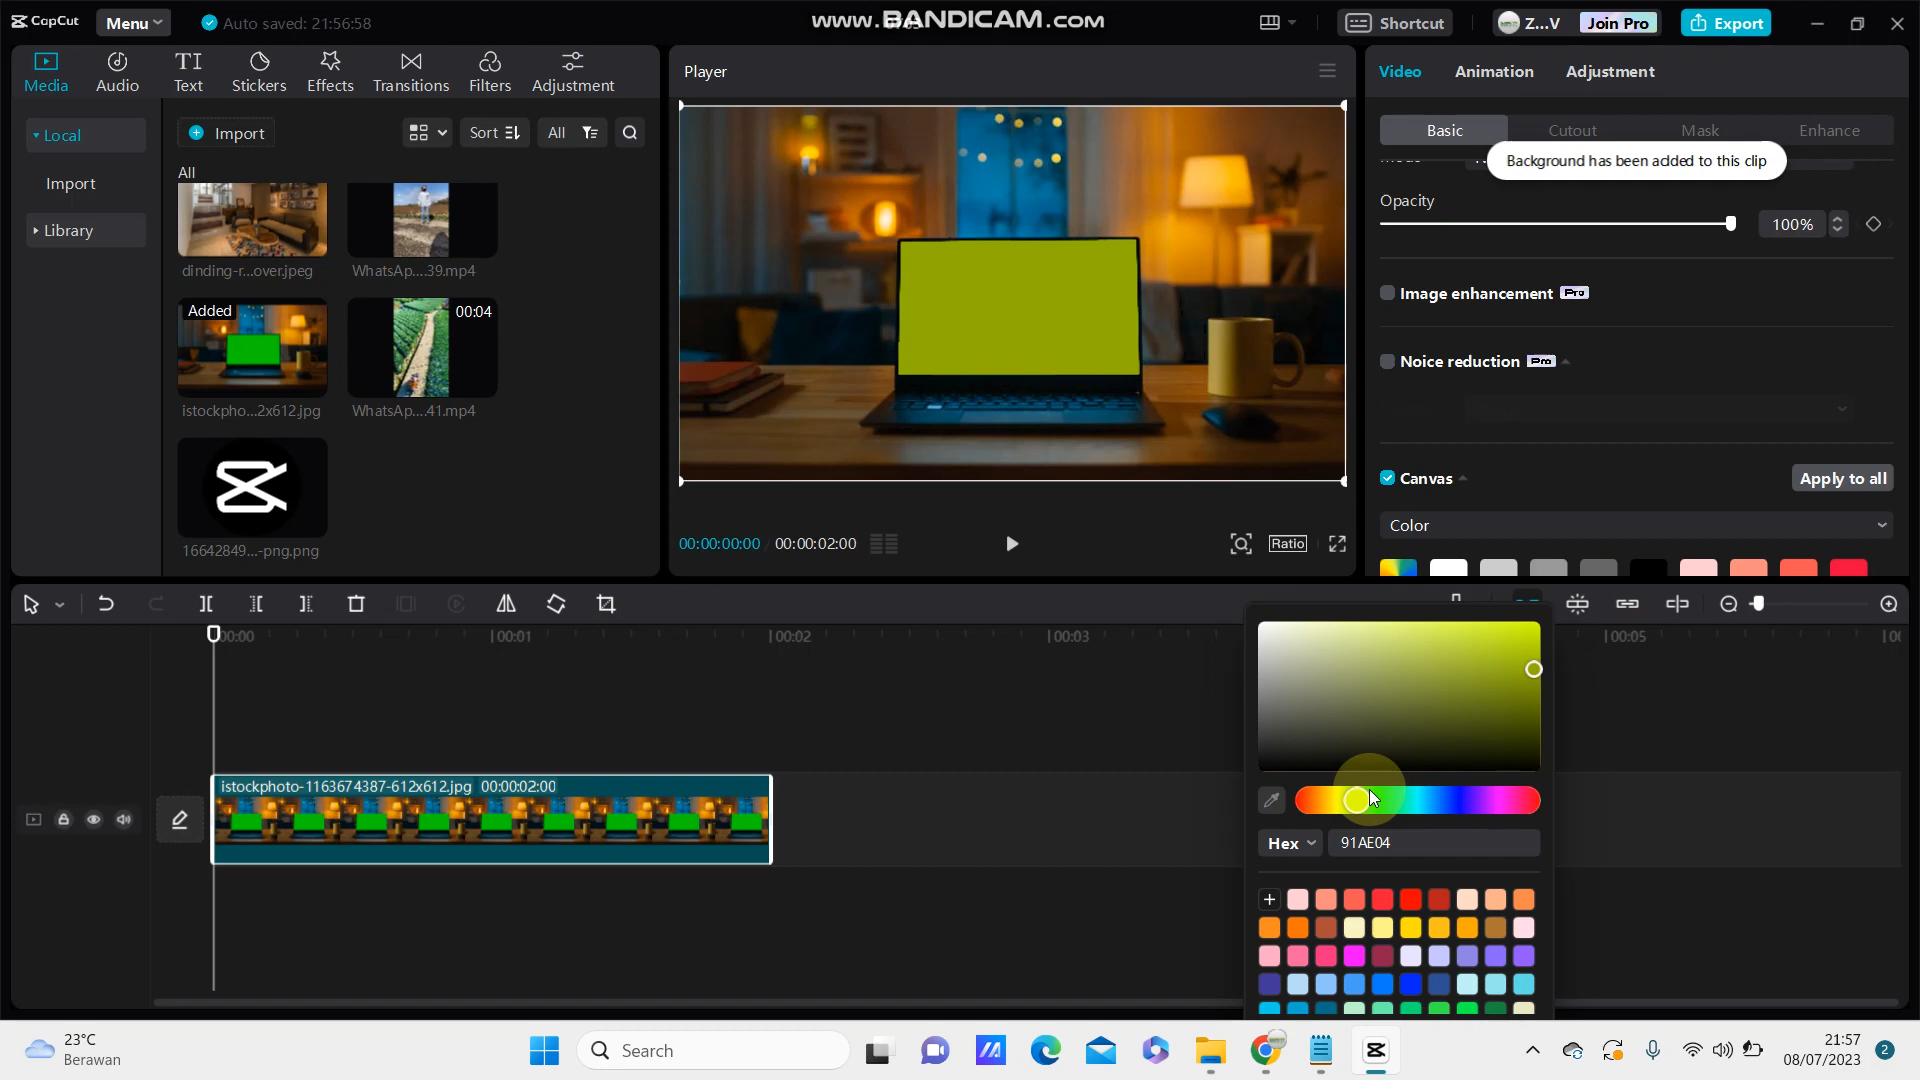 CapCut
Menu
Auto saved: 21:56:58
www.BANDICAM.com
Shortcut
Z...V
Join Pro
Export
Media
Audio
Text
Stickers
Effects
Transitions
Filters
Adjustment
Player
Video
Animation
Adjustment
Local
Import
Sort
All
Basic
Cutout
Mask
Enhance
Background has been added to this clip
Import
All
Opacity
100%
Library
dinding-r...over.jpeg
WhatsAp....39.mp4
Image enhancement Pro
Added
00:04
Noice reduction Pro
istockpho...2x612.jpg
WhatsAp....41.mp4
Canvas
Apply to all
Color
16642849...-png.png
00:00:00:00 / 00:00:02:00
Ratio
00:00
00:01
00:02
00:03
00:05
istockphoto-1163674387-612x612.jpg 00:00:02:00
Hex
91AE04
23°C
Berawan
Search
21:57
08/07/2023
2